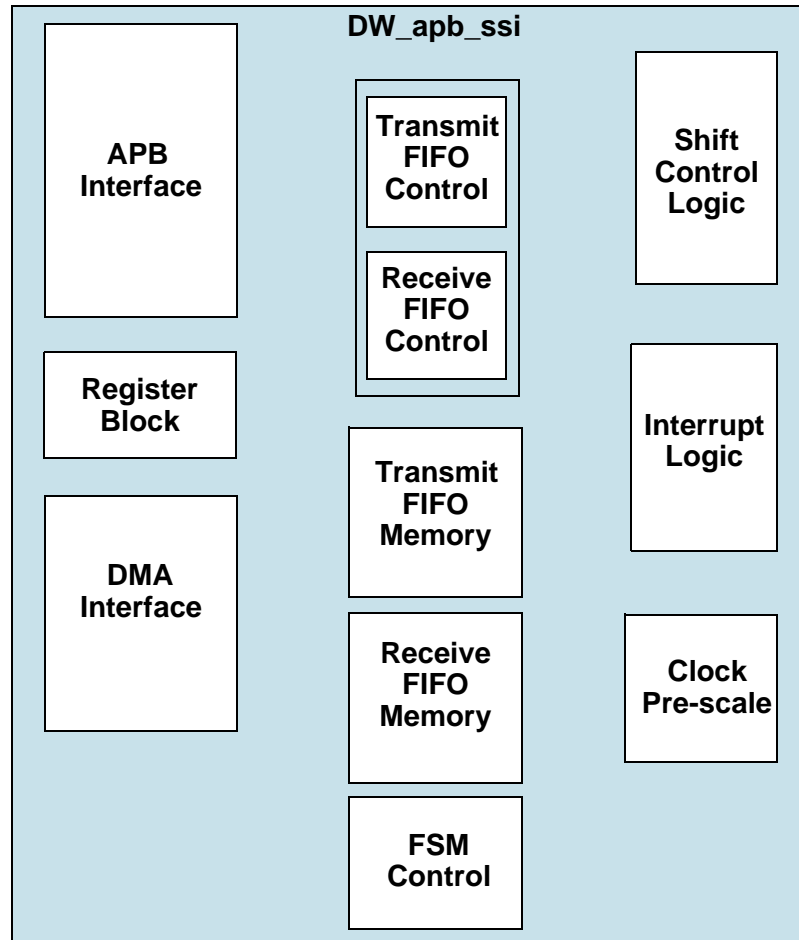 DW_apb_ssi
APB
Interface
Register
Block
DMA
Interface
Transmit
FIFO
Control
Receive
FIFO
Control
Transmit
FIFO
Memory
Receive
FIFO
Memory
FSM
Control
Shift
Control
Logic
Interrupt
Logic
Clock
Pre-scale